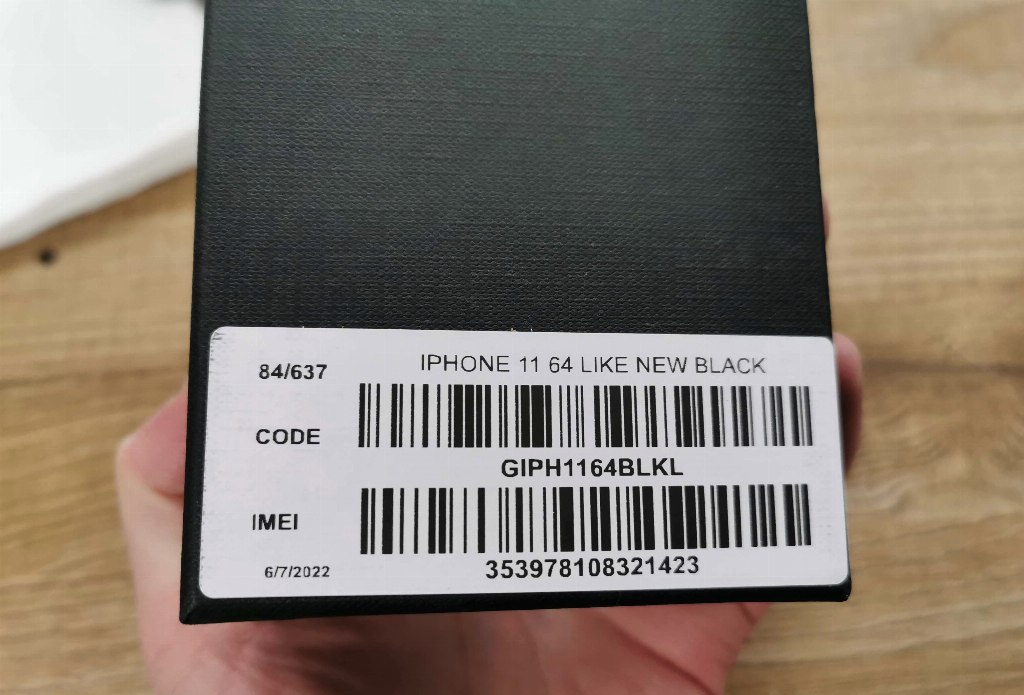 84/637
IPHONE 11 64 LIKE NEW BLACK
CODE
GIPH1164BLKL
IMEI
353978108321423
6/7/2022